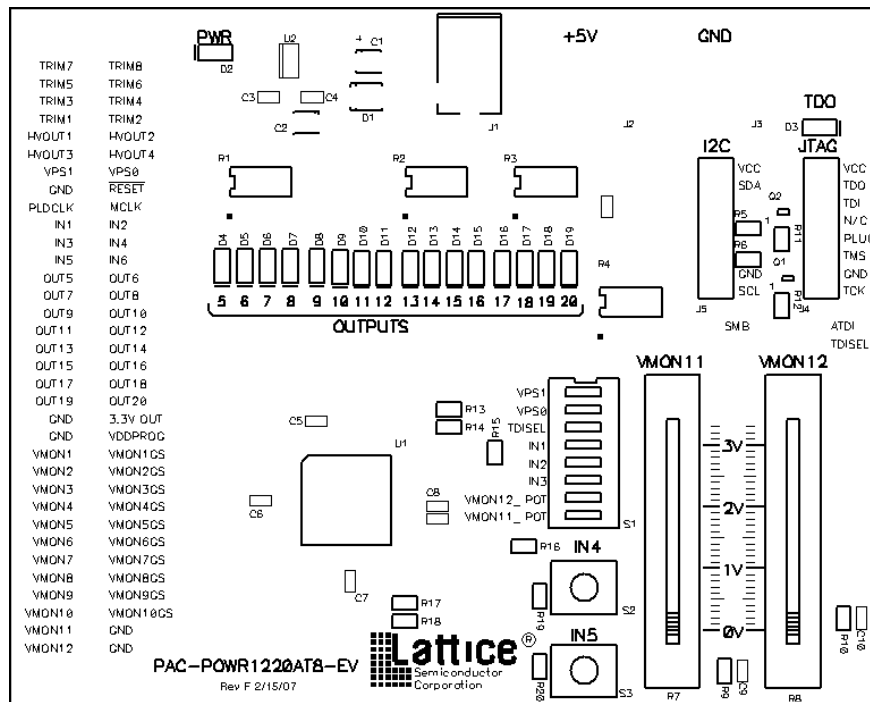 PWR
U2
+ C1
+5V
GND
D2
C3
C4
C2
D1
J1
J2
J3
D3
TDO
TRIM7 TRIM8
TRIM5 TRIM6
TRIM3 TRIM4
TRIM1 TRIM2
HVOUT1 HVOUT2
HVOUT3 HVOUT4
VPS1 VPS0
GND RESET
PLDCLK MCLK
IN1 IN2
IN3 IN4
IN5 IN6
OUT5 OUT6
OUT7 OUT8
OUT9 OUT10
OUT11 OUT12
OUT13 OUT14
OUT15 OUT16
OUT17 OUT18
OUT19 OUT20
GND 3.3V OUT
GND VDDPROG
VMON1 VMON1GS
VMON2 VMON2GS
VMON3 VMON3GS
VMON4 VMON4GS
VMON5 VMON5GS
VMON6 VMON6GS
VMON7 VMON7GS
VMON8 VMON8GS
VMON9 VMON9GS
VMON10 VMON10GS
VMON11 GND
VMON12 GND
R1
R2
R3
D4 D5 D6 D7 D8 D9 D10 D11 D12 D13 D14 D15 D16 D17 D18 D19
5 6 7 8 9 10 11 12 13 14 15 16 17 18 19 20
OUTPUTS
R4
I2C
VCC
SDA
GND
SCL
J5
SMB
R5
R6
1
Q2
R11
Q1
1
R12
JTAG
VCC
TDO
TDI
N/C
PLUG
TMS
GND
TCK
J4
ATDI
TDISEL
C5
U1
C6
C7
C8
R13
R14
R15
VPS1
VPS0
TDISEL
IN1
IN2
IN3
VMON12_ POT
VMON11_ POT
S1
R16
IN4
R19
S2
IN5
R20
S3
R17
R18
VMON11
VMON12
3V
2V
1V
0V
R7
R8
R9
C9
R10
C10
PAC-POWR1220AT8-EV
Rev F 2/15/07
Lattice ®
Semiconductor
Corporation